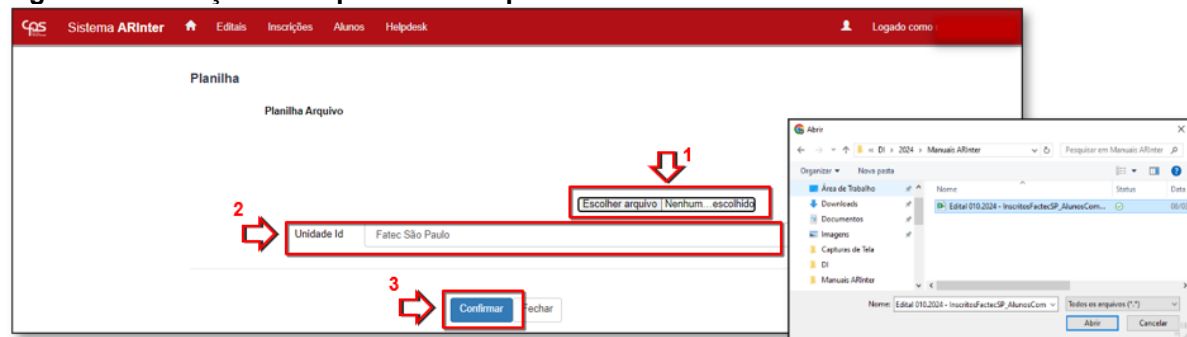 cps Sistema ARInter Editais Inscrições Alunos Helpdesk Logado como
Planilha
Planilha Arquivo
1
Escolher arquivo Nenhum...escolhido
2
Unidade Id Fatec São Paulo
3
Confirmar Fechar
Abrir
« DI > 2024 > Manuais ARInter Pesquisar em Manuais ARInter
Organizar Nova pasta
Área de Trabalho
Downloads
Documentos
Imagens
Captures de Tela
DI
Manuais ARInter
Nome Status Data
Edital 010.2024 - InscritosFactecSP_AlunosCom...
Nome: Edital 010.2024 - InscritosFactecSP_AlunosCom Todos os arquivos (*.*)
Abrir Cancelar